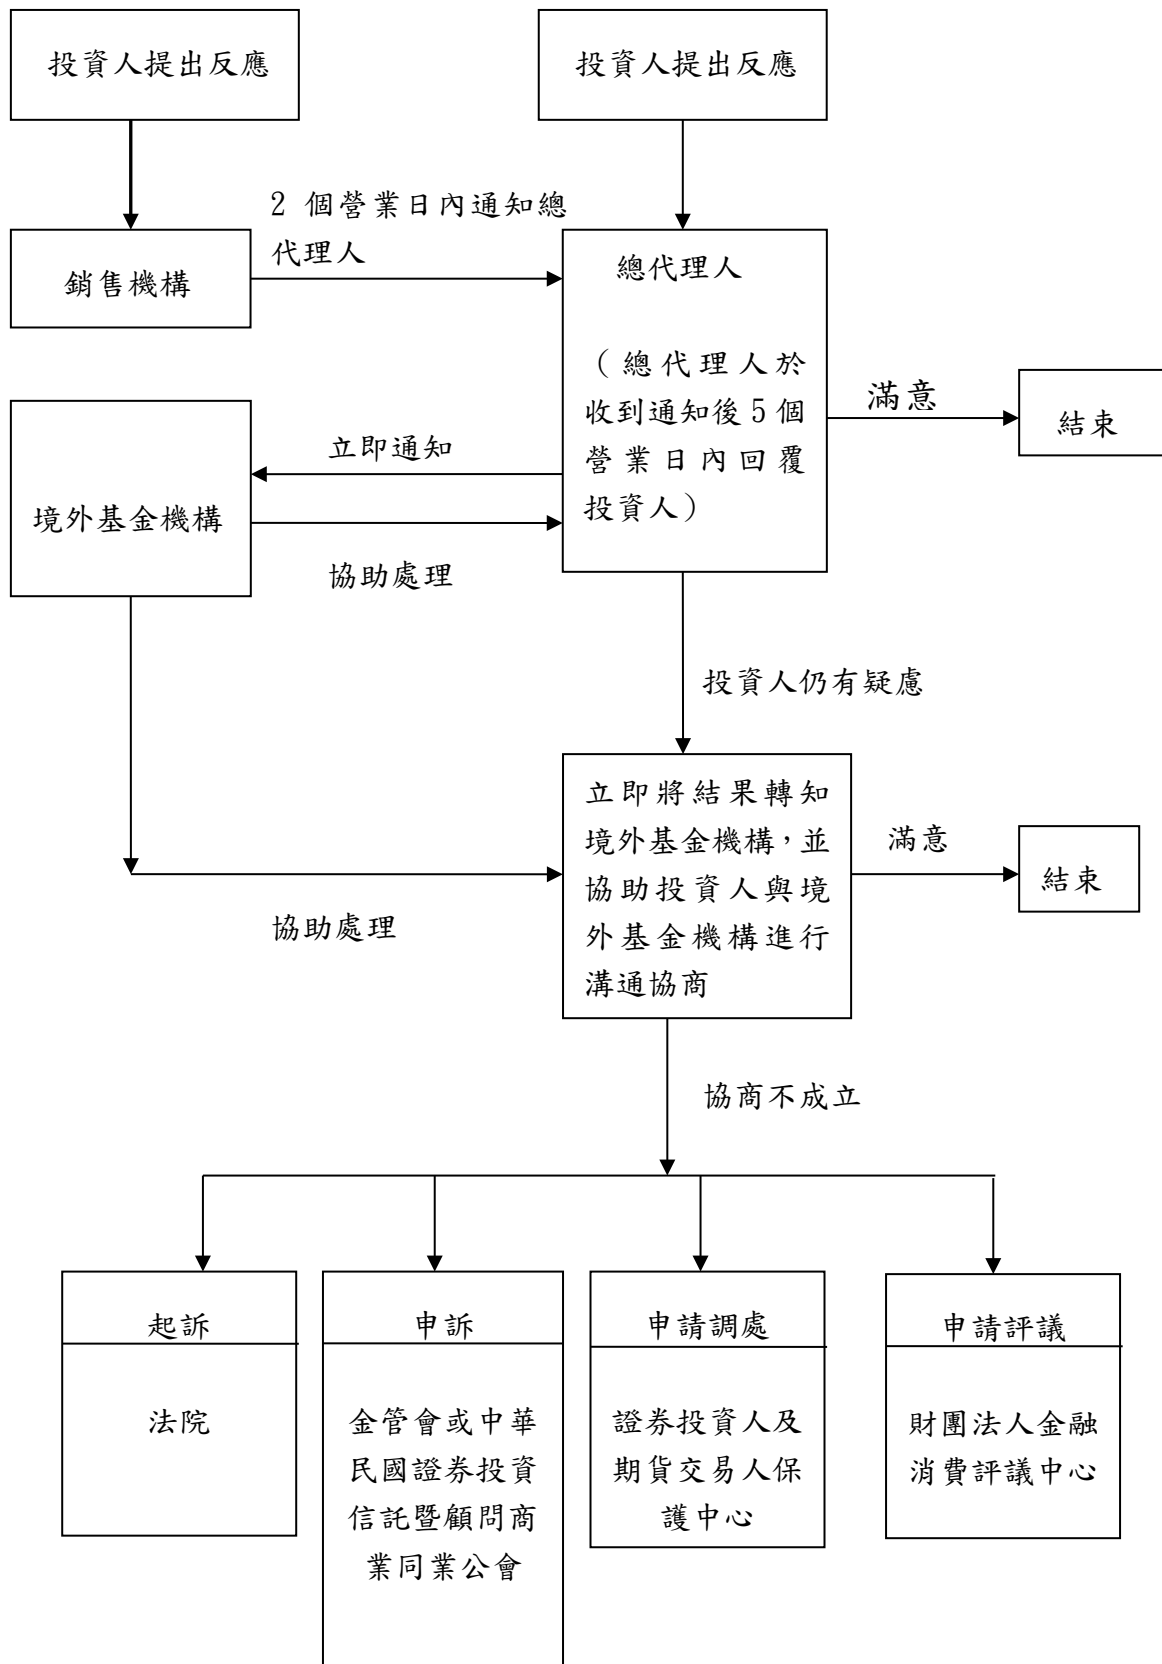 投資人提出反應
投資人提出反應
2 個營業日內通知總
代理人
銷售機構
總代理人
（總代理人於
收到通知後5個
營業日內回覆
投資人）
滿意
結束
立即通知
境外基金機構
協助處理
投資人仍有疑慮
立即將結果轉知
境外基金機構，並
協助投資人與境
外基金機構進行
溝通協商
滿意
結束
協助處理
協商不成立
起訴
法院
申訴
金管會或中華
民國證券投資
信託暨顧問商
業同業公會
申請調處
證券投資人及
期貨交易人保
護中心
申請評議
財團法人金融
消費評議中心